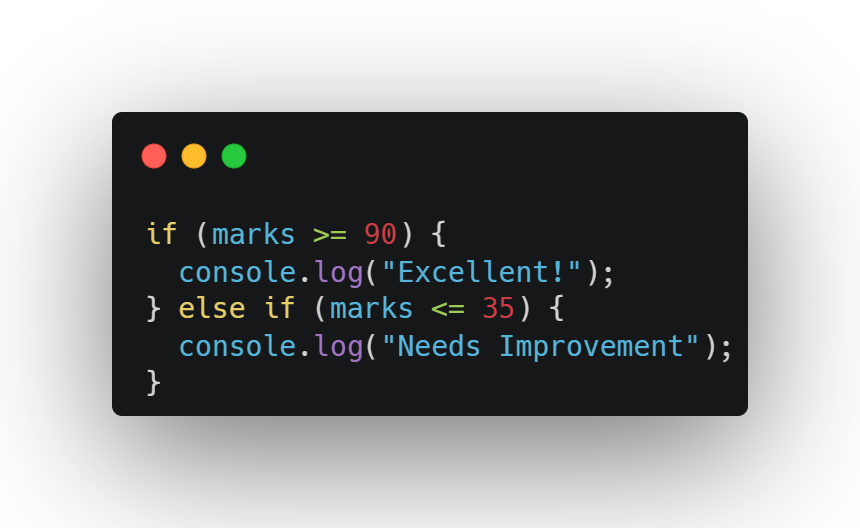 if (marks >= 90) {
  console.log("Excellent!");
} else if (marks <= 35) {
  console.log("Needs Improvement");
}